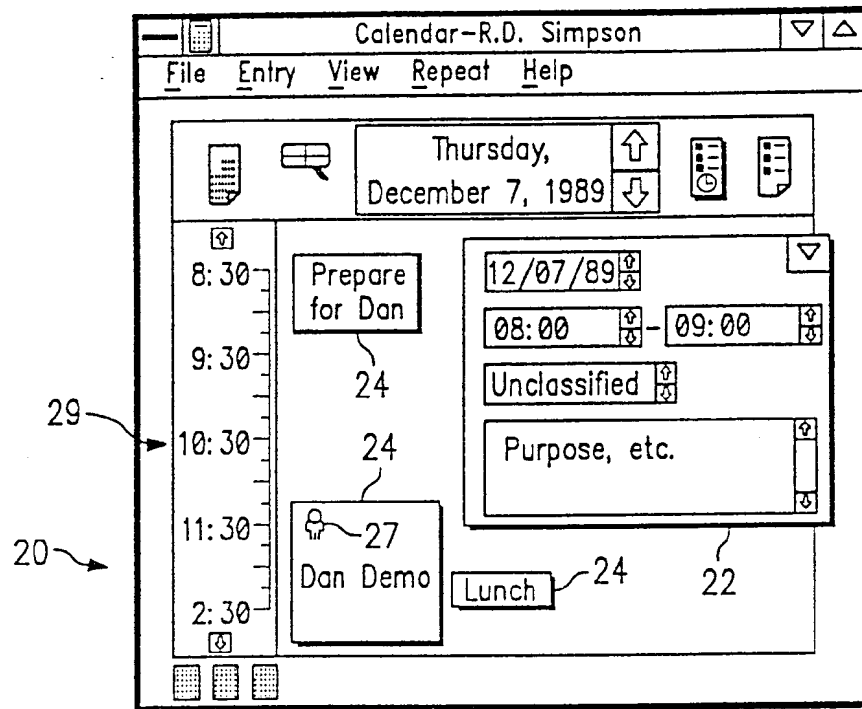 Calendar-R.D. Simpson
File Entry View Repeat Help
Thursday,
December 7, 1989
8:30
9:30
10:30
11:30
2:30
Prepare
for Dan
24
12/07/89
08:00 - 09:00
Unclassified
Purpose, etc.
22
29
20
24
27
Dan Demo
Lunch
24